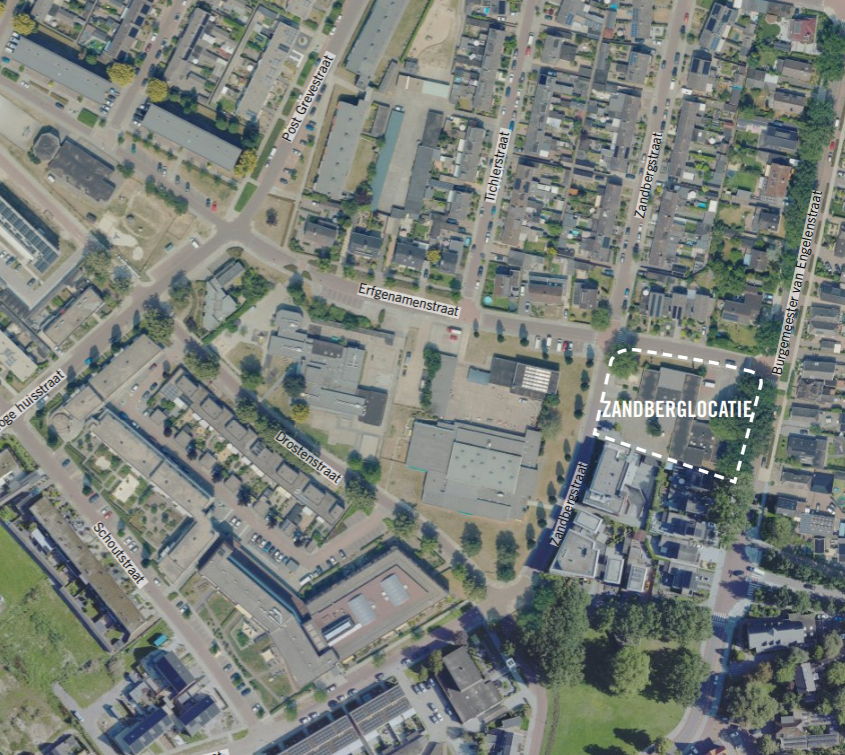 Post Grevestraat
Tichlerstraat
Zandbergstraat
Burgemeester van Engelenstraat
Erfgenamenstraat
ZANDBERGLOCATIE
oge huisstraat
Drostenstraat
Zandbergstraat
Schoutstraat